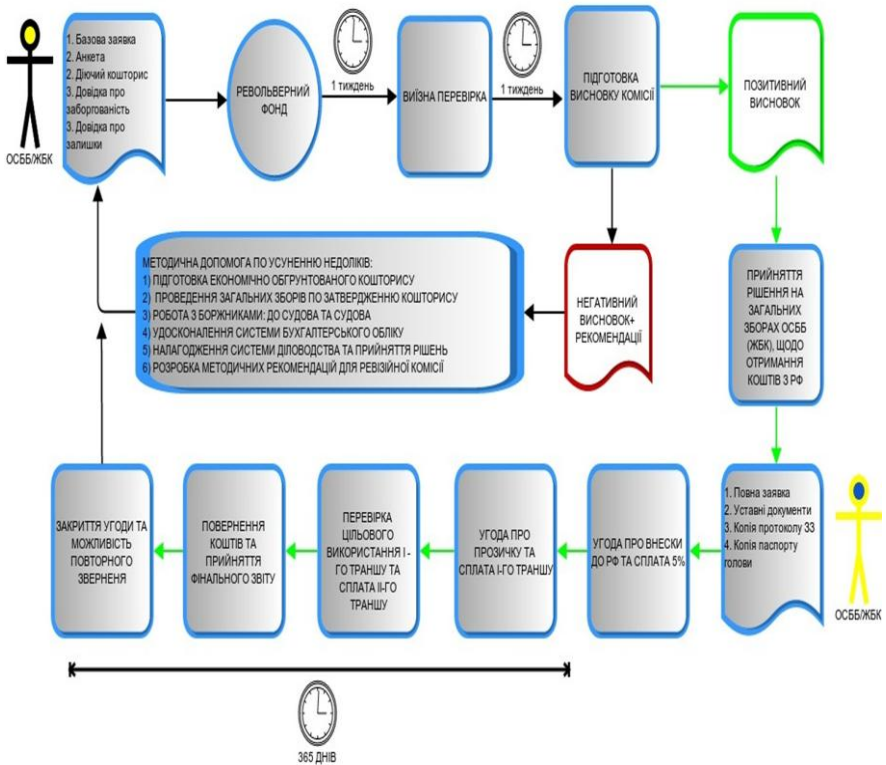 ОСББ/ЖБК
1. Базова заявка
2. Анкета
2. Діючий кошторис
3. Довідка про
заборгованість
3. Довідка про
залишки
РЕВОЛЬВЕРНИЙ
ФОНД
1 тиждень
ВИЇЗНА ПЕРЕВІРКА
1 тиждень
ПІДГОТОВКА
ВИСНОВКУ КОМІСІЇ
ПОЗИТИВНИЙ
ВИСНОВОК
МЕТОДИЧНА ДОПОМОГА ПО УСУНЕННЮ НЕДОЛІКІВ:
1) ПІДГОТОВКА ЕКОНОМІЧНО ОБГРУНТОВАНОГО КОШТОРИСУ
2) ПРОВЕДЕННЯ ЗАГАЛЬНИХ ЗБОРІВ ПО ЗАТВЕРДЖЕННЮ КОШТОРИСУ
3) РОБОТА З БОРЖНИКАМИ: ДО СУДОВА ТА СУДОВА
4) УДОСКОНАЛЕННЯ СИСТЕМИ БУХГАЛТЕРСЬКОГО ОБЛІКУ
5) НАЛАГОДЖЕННЯ СИСТЕМИ ДІЛОВОДСТВА ТА ПРИЙНЯТТЯ РІШЕНЬ
6) РОЗРОБКА МЕТОДИЧНИХ РЕКОМЕНДАЦІЙ ДЛЯ РЕВІЗІЙНОЇ КОМІСІЇ
НЕГАТИВНИЙ
ВИСНОВОК+
РЕКОМЕНДАЦІЇ
ПРИЙНЯТТЯ
РІШЕННЯ НА
ЗАГАЛЬНИХ
ЗБОРАХ ОСББ
(ЖБК), ЩОДО
ОТРИМАННЯ
КОШТІВ З РФ
ЗАКРИТТЯ УГОДИ ТА
МОЖЛИВІСТЬ
ПОВТОРНОГО
ЗВЕРНЕНЯ
ПОВЕРНЕННЯ
КОШТІВ ТА
ПРИЙНЯТТЯ
ФІНАЛЬНОГО ЗВІТУ
ПЕРЕВІРКА
ЦІЛЬОВОГО
ВИКОРИСТАННЯ І -
ГО ТРАНШУ ТА
СПЛАТА ІІ-ГО
ТРАНШУ
УГОДА ПРО
ПРОЗИЧКУ ТА
СПЛАТА І-ГО ТРАНШУ
УГОДА ПРО ВНЕСКИ
ДО РФ ТА СПЛАТА 5%
1. Повна заявка
2. Уставні документи
3. Копія протоколу ЗЗ
4. Копія паспорту
голови
ОСББ/ЖБК
365 ДНІВ